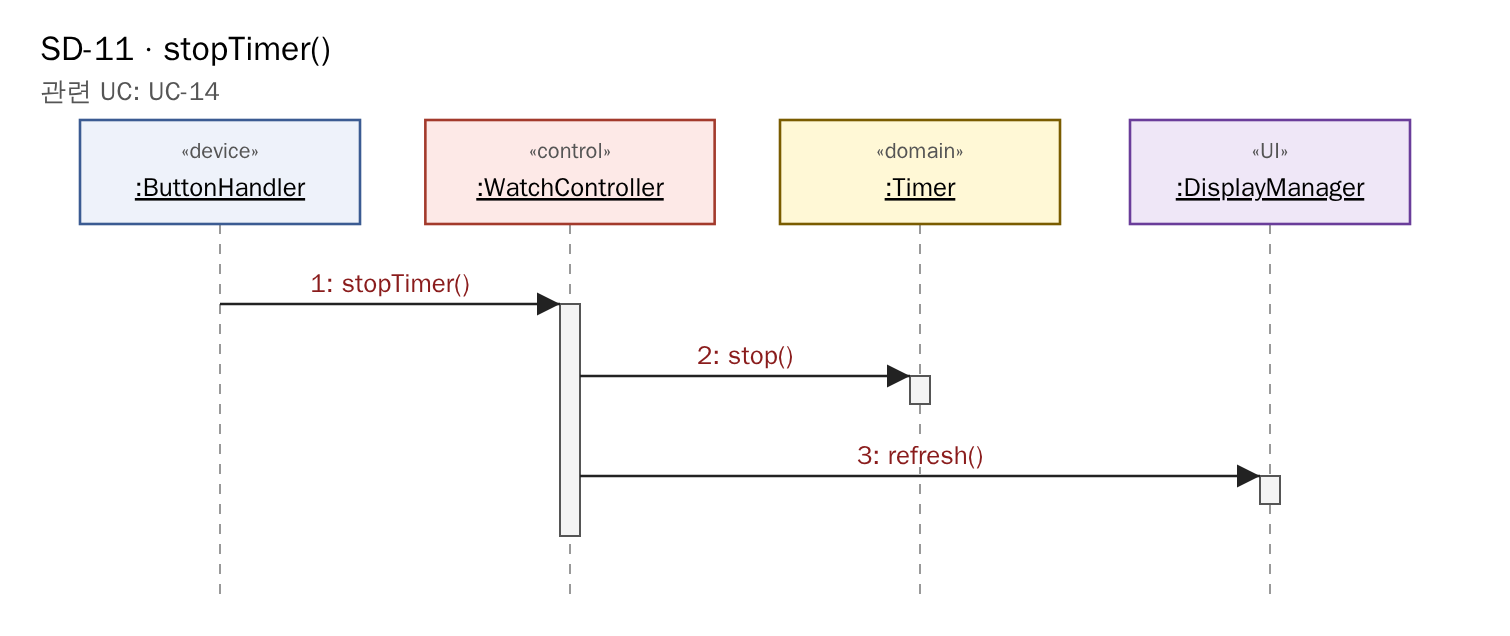 SD-11 · stopTimer()
관련 UC: UC-14
«device»
:ButtonHandler
«control»
:WatchController
«domain»
:Timer
«UI»
:DisplayManager
1: stopTimer()
2: stop()
3: refresh()